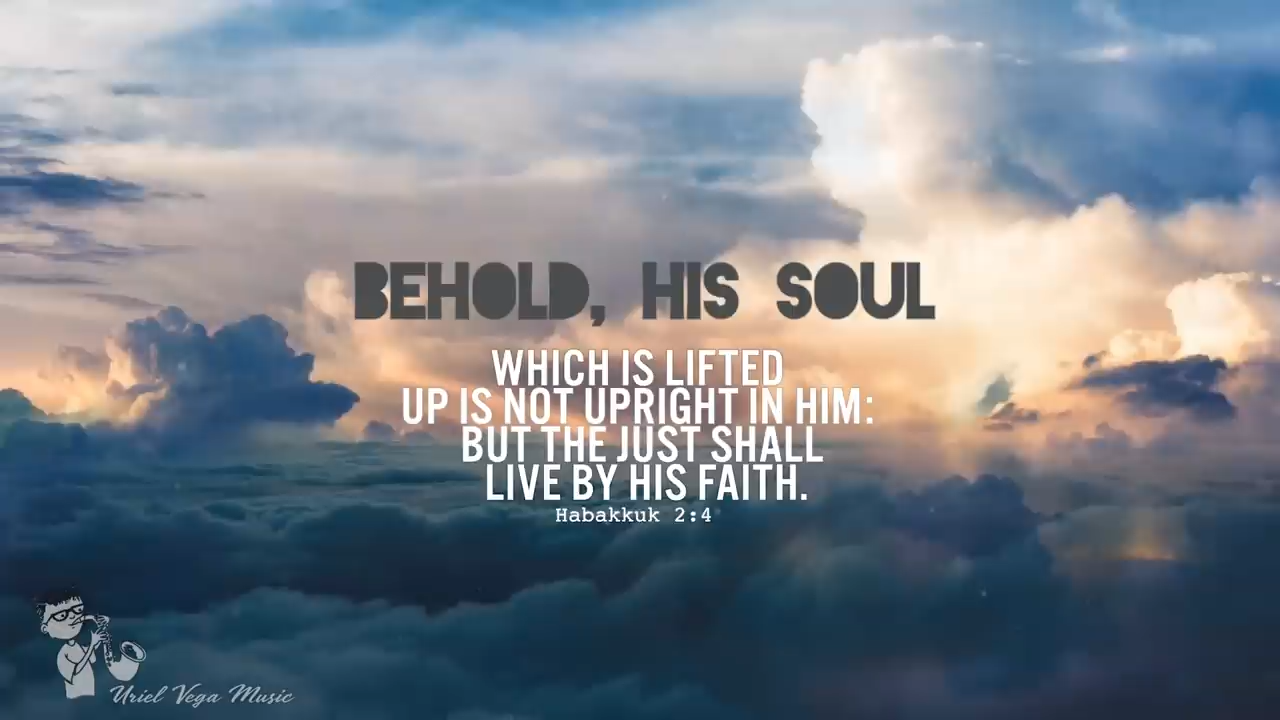 BEHOLD, HIS SOUL
WHICH IS LIFTED
UP IS NOT UPRIGHT IN HIM:
BUT THE JUST SHALL
LIVE BY HIS FAITH.
Habakkuk 2:4
Uriel Vega Music